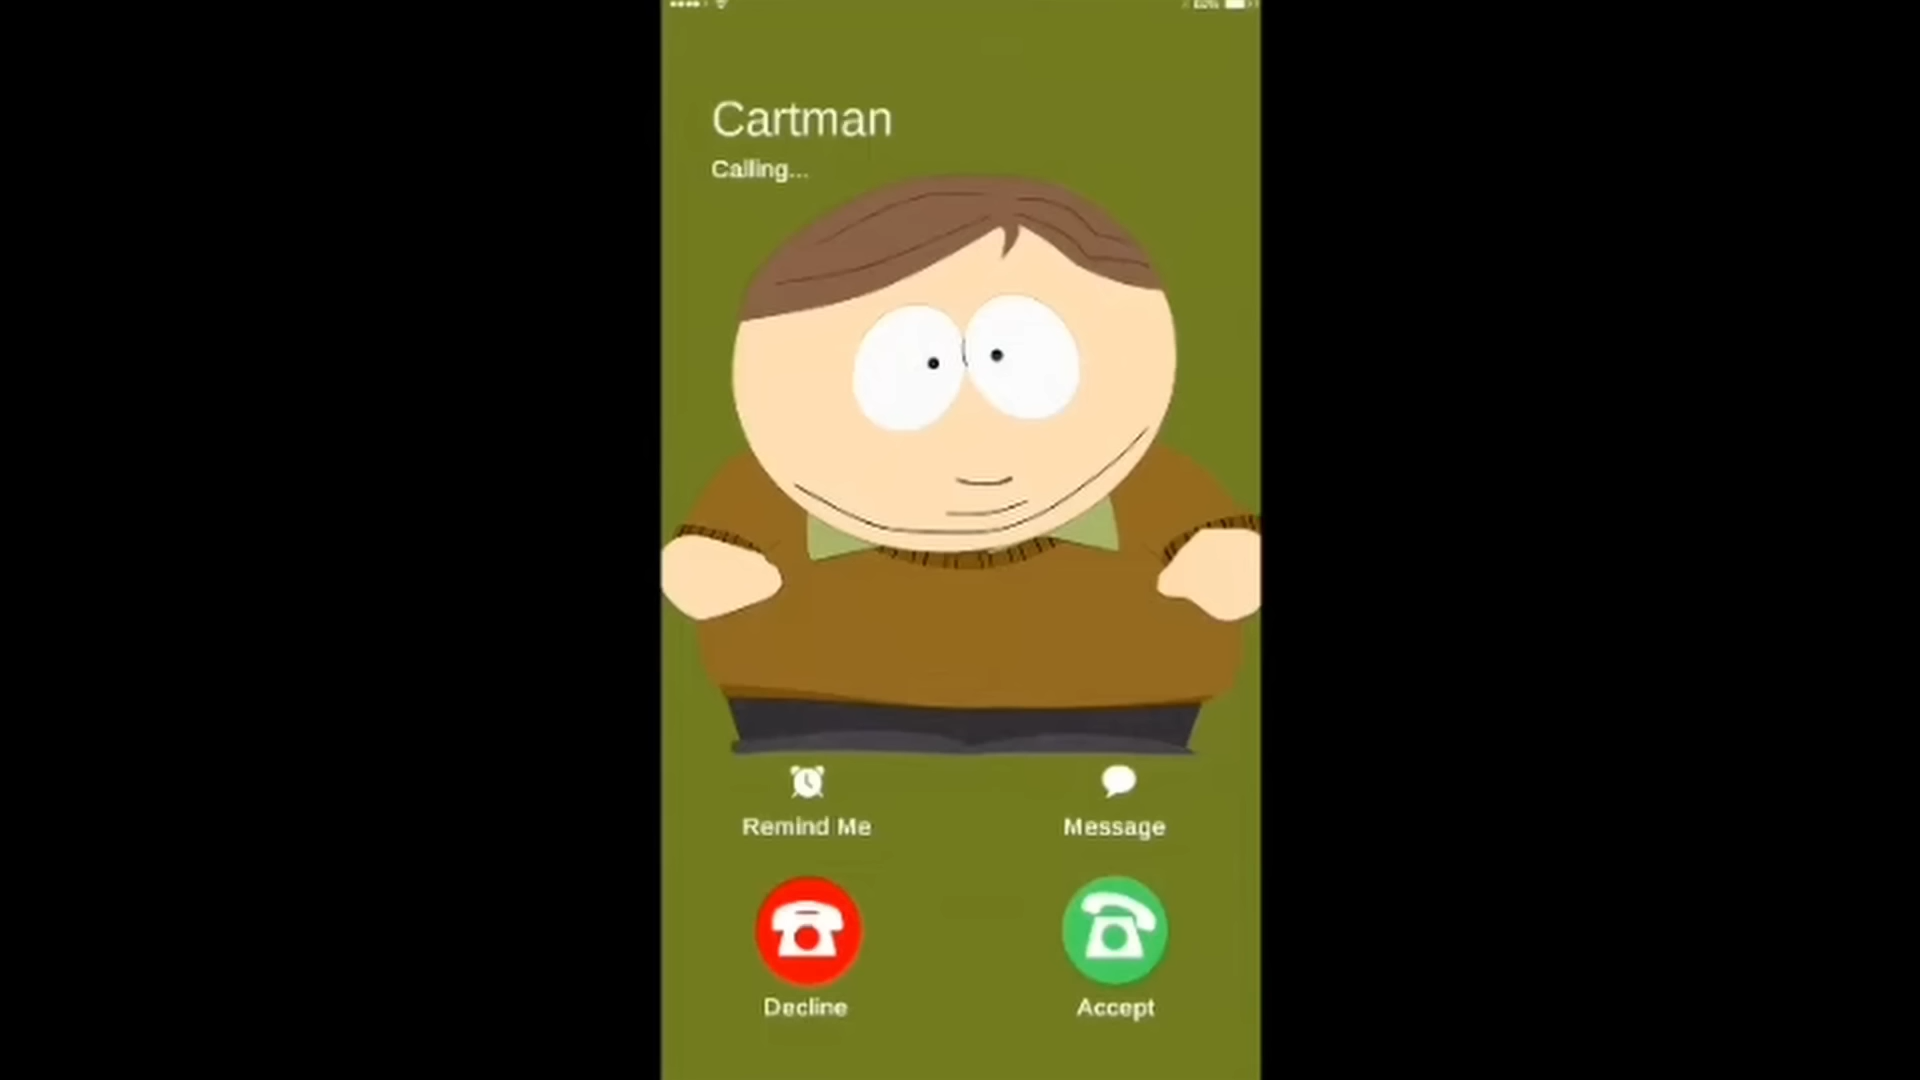 Cartman
Calling...
Remind Me
Message
Decline
Accept